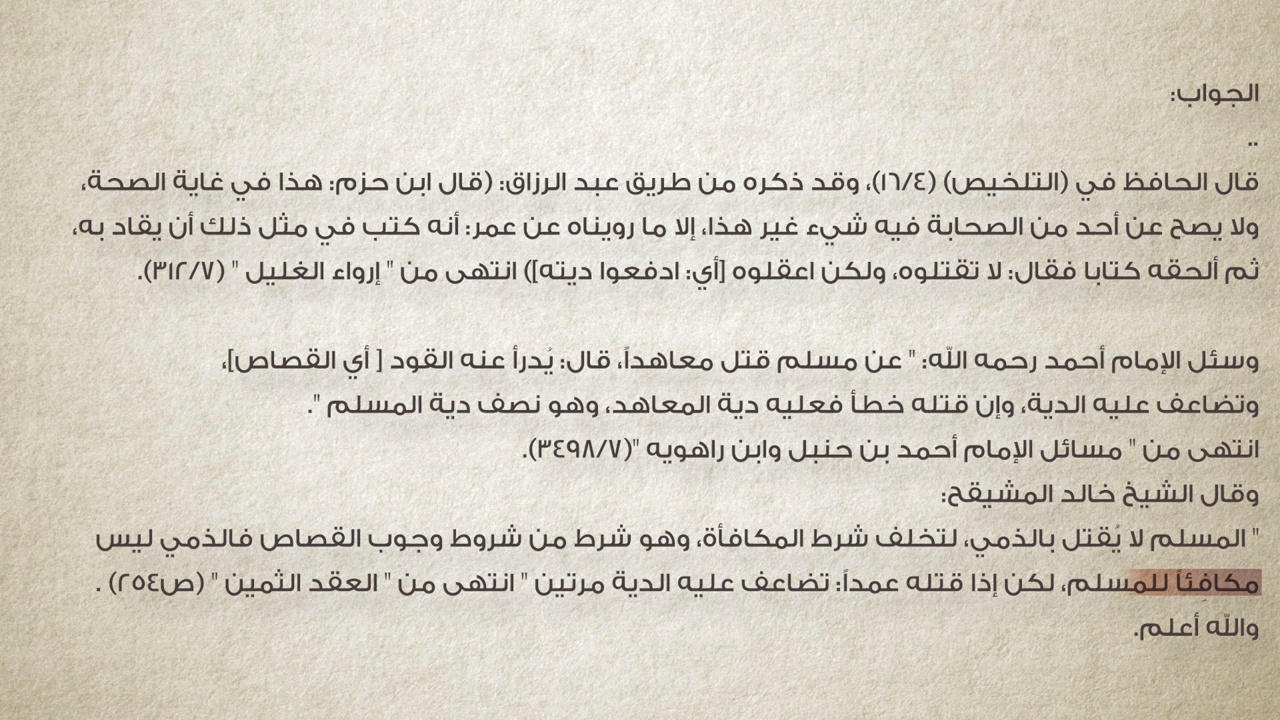 الجواب:
..
قال الحافظ في (التلخيص) (١٦/٤)، وقد ذكره من طريق عبد الرزاق: (قال ابن حزم: هذا في غاية الصحة،
ولا يصح عن أحد من الصحابة فيه شيء غير هذا، إلا ما رويناه عن عمر: أنه كتب في مثل ذلك أن يقاد به،
ثم ألحقه كتابا فقال: لا تقتلوه، ولكن اعقلوه [أي: ادفعوا ديته]) انتهى من " إرواء الغليل " (٣١٢/٧).
وسئل الإمام أحمد رحمه الله: " عن مسلم قتل معاهداً، قال: يُدرأ عنه القود [ أي القصاص]،
وتضاعف عليه الدية، وإن قتله خطأ فعليه دية المعاهد، وهو نصف دية المسلم ".
انتهى من " مسائل الإمام أحمد بن حنبل وابن راهويه "(٣٤٩٨/٧).
وقال الشيخ خالد المشيقح:
" المسلم لا يُقتل بالذمي، لتخلف شرط المكافأة، وهو شرط من شروط وجوب القصاص فالذمي ليس
مكافِئاً للمسلم، لكن إذا قتله عمداً: تضاعف عليه الدية مرتين " انتهى من " العقد الثمين " (ص٢٥٤) .
والله أعلم.